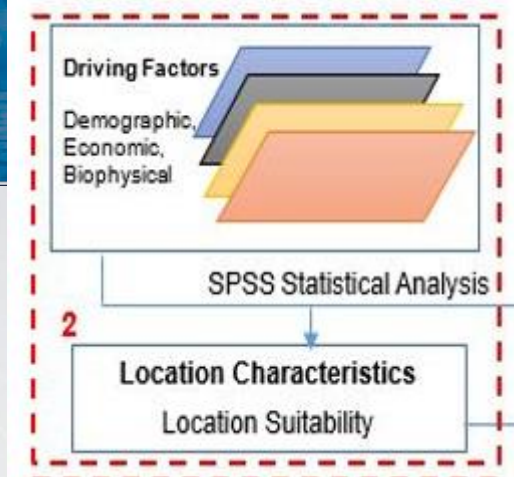 Driving Factors
Demographic,
Economic,
Biophysical
SPSS Statistical Analysis
2
Location Characteristics
Location Suitability